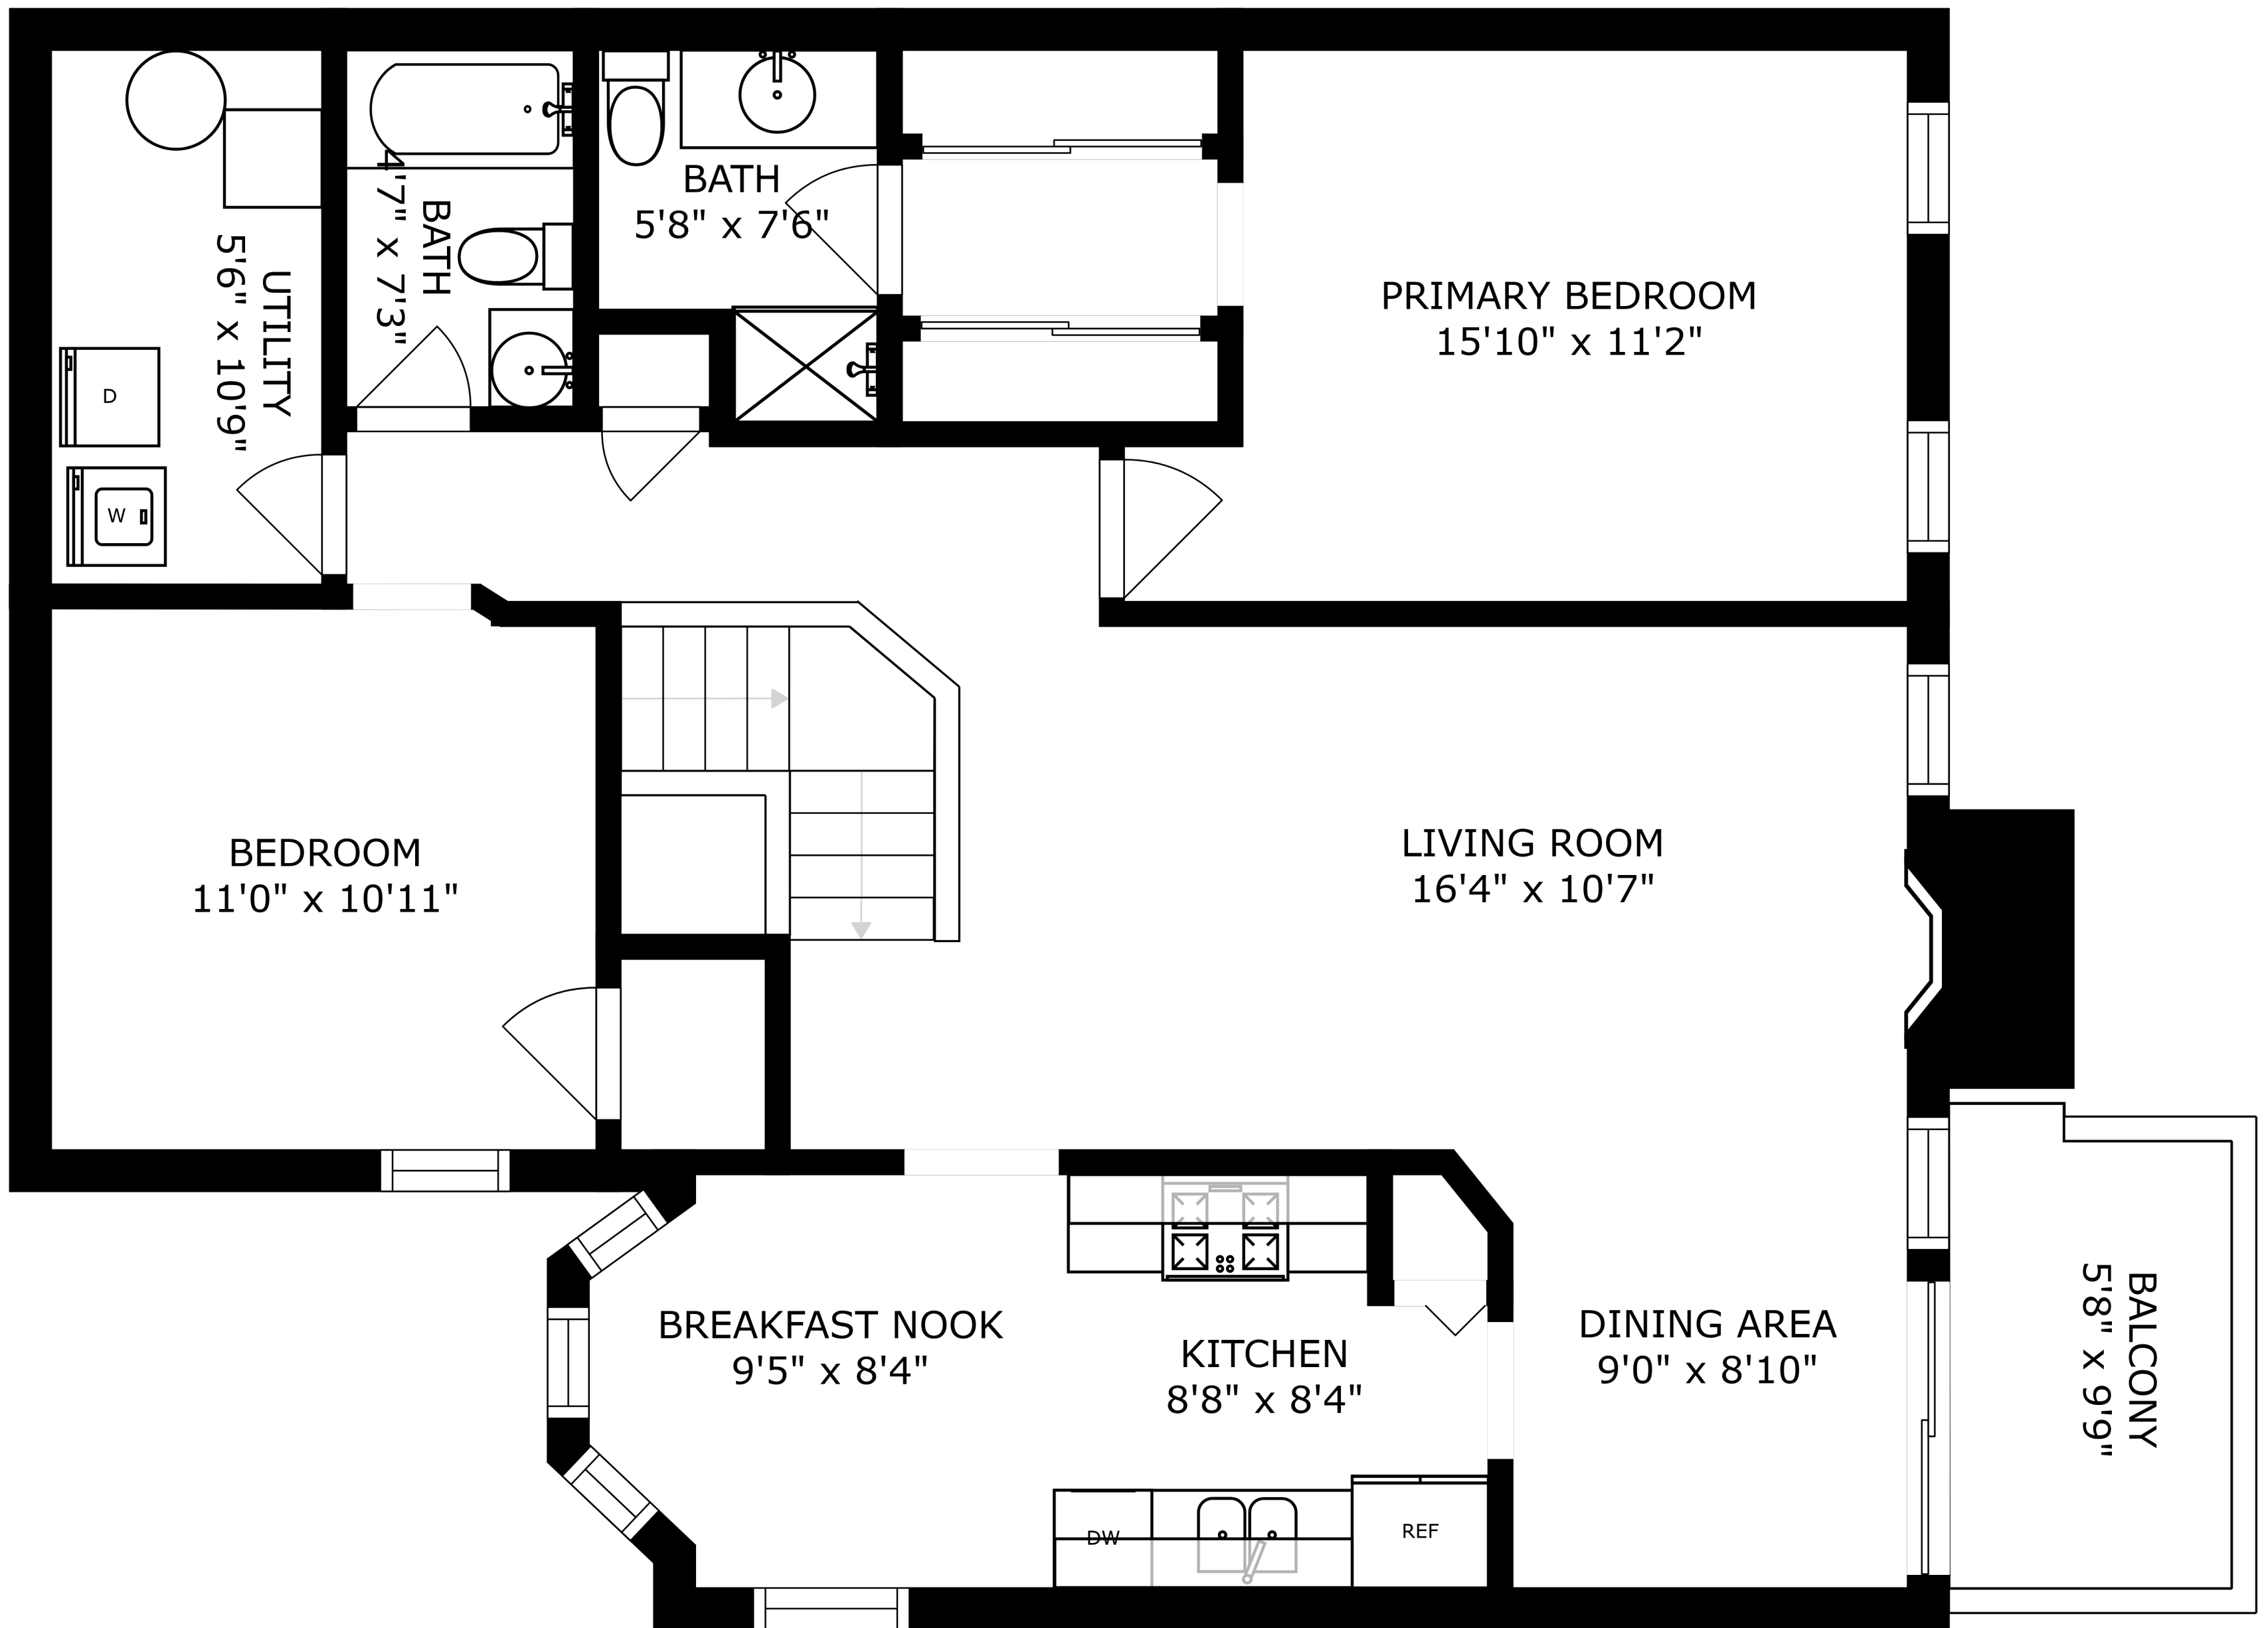 BATH
5'8" x 7'6"
BATH
4'7" x 7'3"
UTILITY
5'6" x 10'9"
D
W
PRIMARY BEDROOM
15'10" x 11'2"
BEDROOM
11'0" x 10'11"
LIVING ROOM
16'4" x 10'7"
BREAKFAST NOOK
9'5" x 8'4"
KITCHEN
8'8" x 8'4"
DINING AREA
9'0" x 8'10"
BALCONY
5'8" x 9'9"
DW
REF